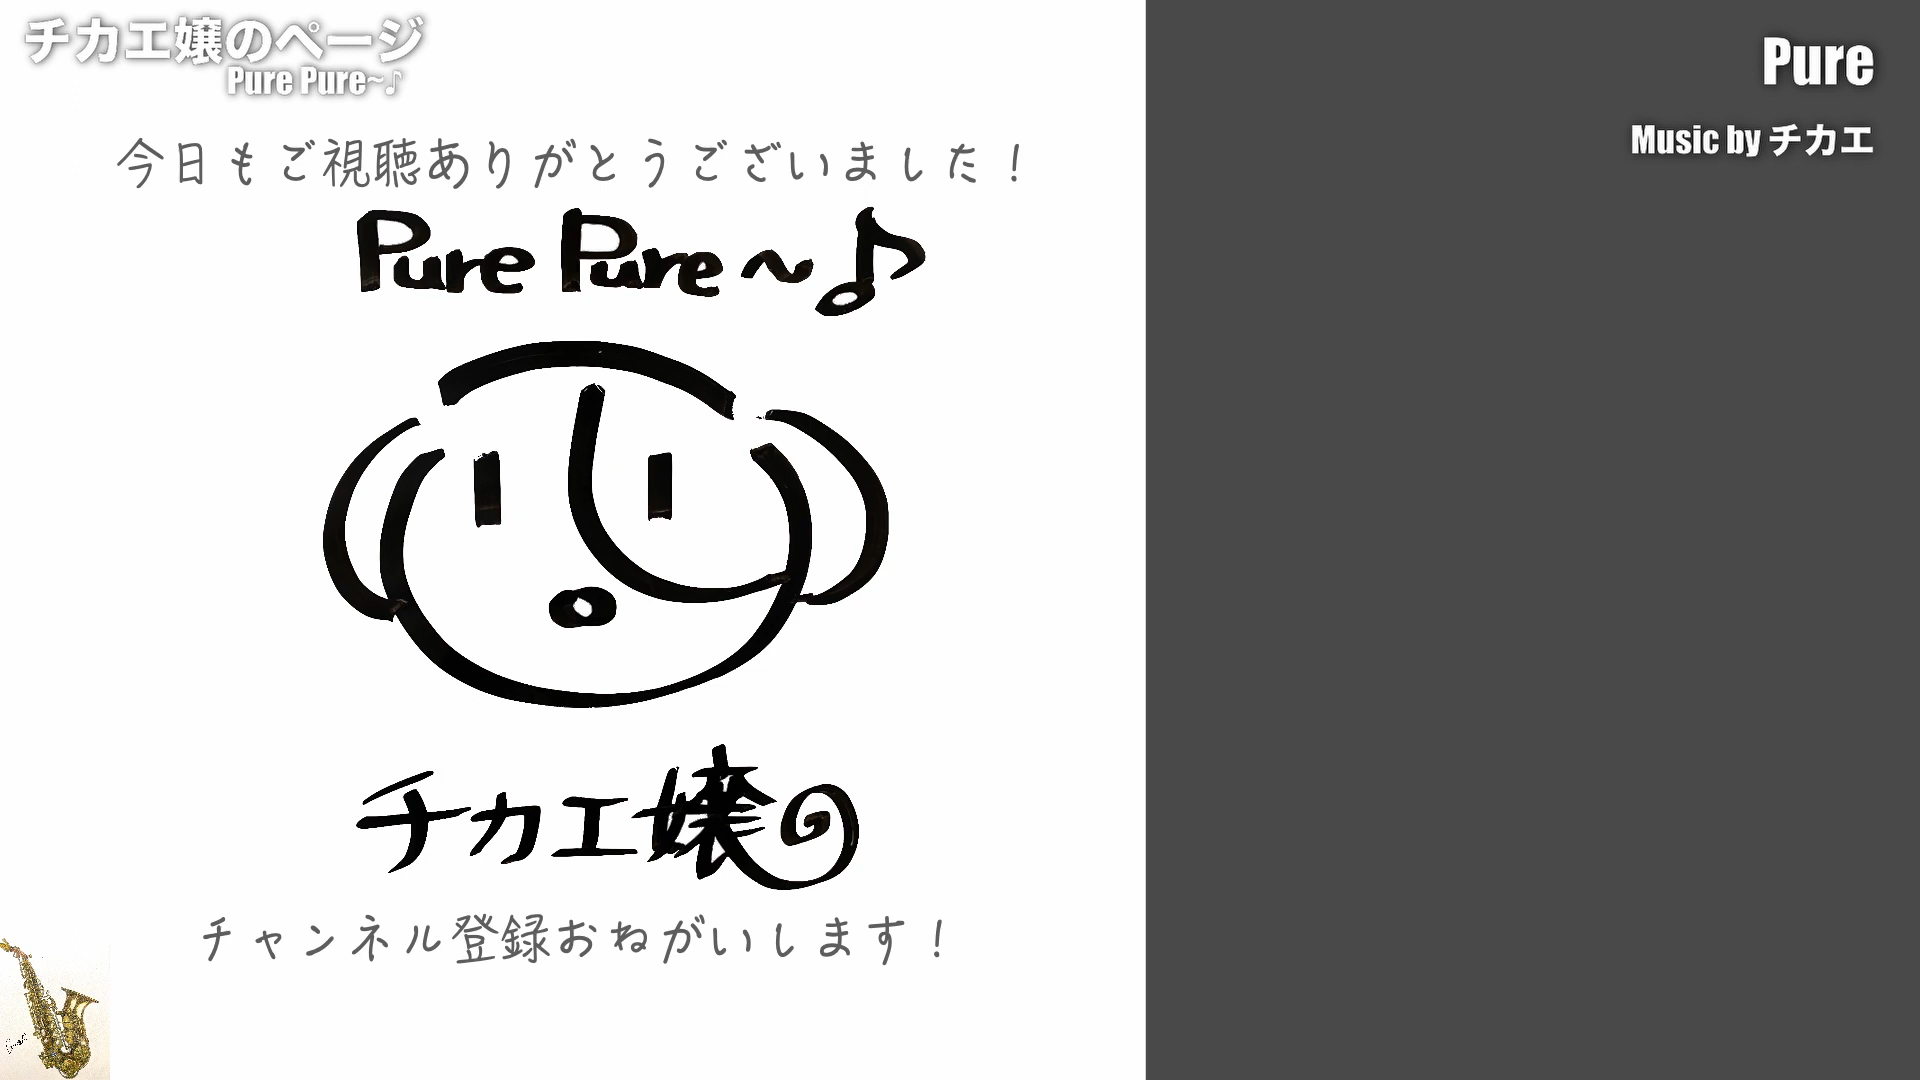 チカエ嬢のページ
Pure Pure~♪
今日もご視聴ありがとうございました！
Pure Pure～♪
チカエ嬢の
チャンネル登録おねがいします！
Pure
Music by チカエ